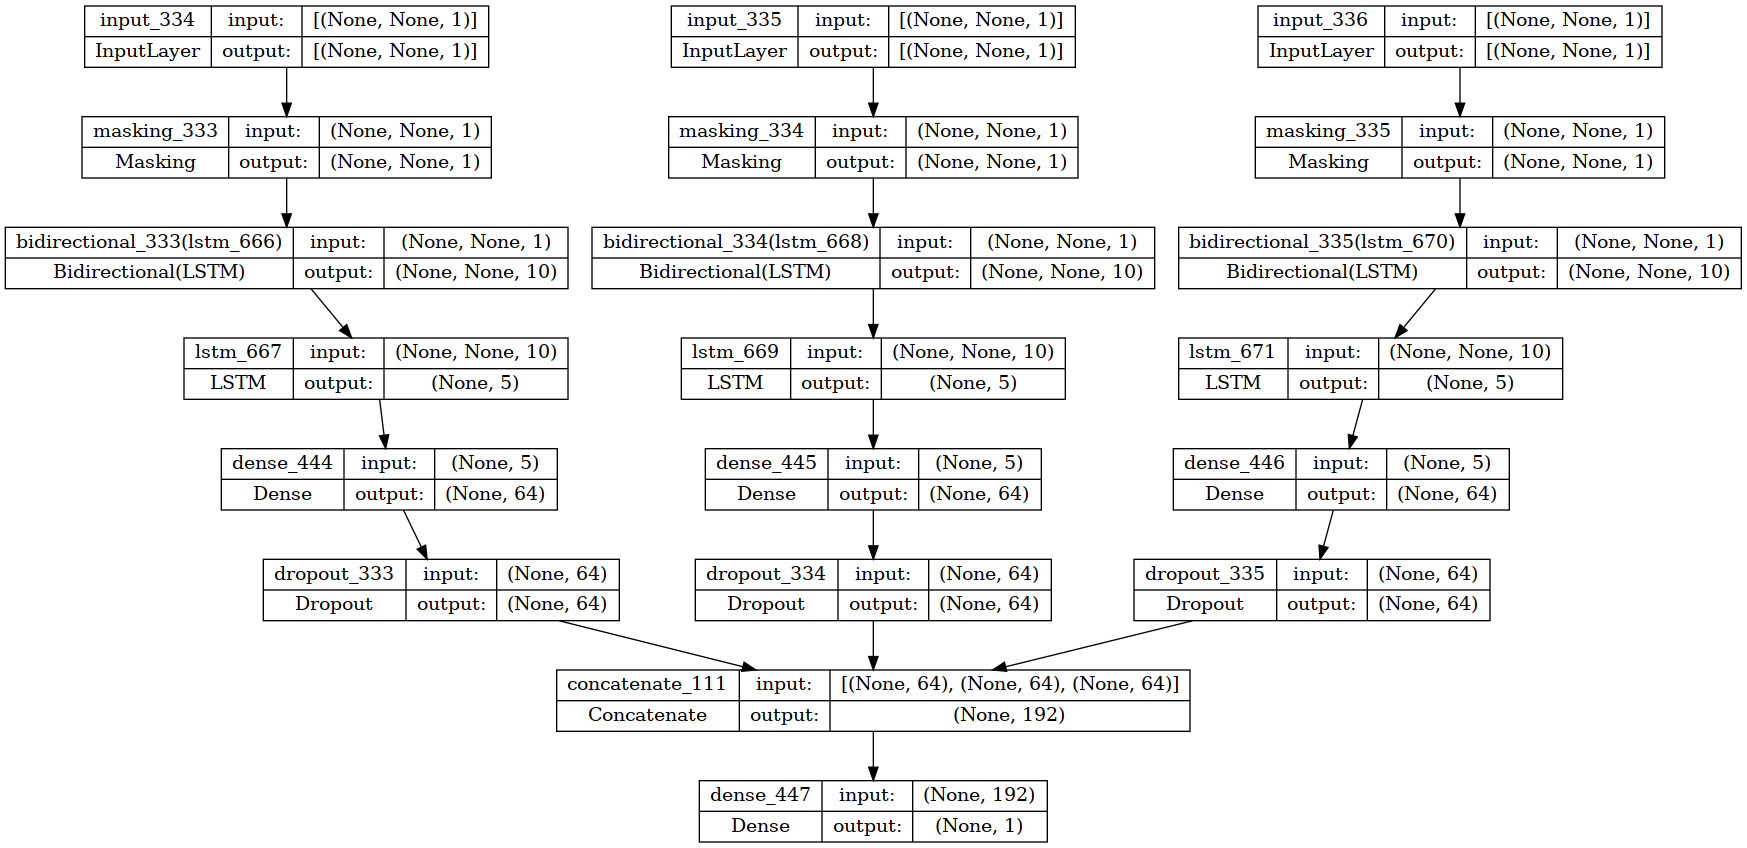 input_334 input: [(None, None, 1)] input_335 input: [(None, None, 1)] input_336 input: [(None, None, 1)]
InputLayer output: [(None, None, 1)] InputLayer output: [(None, None, 1)] InputLayer output: [(None, None, 1)]
masking_333 input: (None, None, 1) masking_334 input: (None, None, 1) masking_335 input: (None, None, 1)
Masking output: (None, None, 1) Masking output: (None, None, 1) Masking output: (None, None, 1)
bidirectional_333(lstm_666) input: (None, None, 1) bidirectional_334(lstm_668) input: (None, None, 1) bidirectional_335(lstm_670) input: (None, None, 1)
Bidirectional(LSTM) output: (None, None, 10) Bidirectional(LSTM) output: (None, None, 10) Bidirectional(LSTM) output: (None, None, 10)
lstm_667 input: (None, None, 10) lstm_669 input: (None, None, 10) lstm_671 input: (None, None, 10)
LSTM output: (None, 5) LSTM output: (None, 5) LSTM output: (None, 5)
dense_444 input: (None, 5) dense_445 input: (None, 5) dense_446 input: (None, 5)
Dense output: (None, 64) Dense output: (None, 64) Dense output: (None, 64)
dropout_333 input: (None, 64) dropout_334 input: (None, 64) dropout_335 input: (None, 64)
Dropout output: (None, 64) Dropout output: (None, 64) Dropout output: (None, 64)
concatenate_111 input: [(None, 64), (None, 64), (None, 64)]
Concatenate output: (None, 192)
dense_447 input: (None, 192)
Dense output: (None, 1)